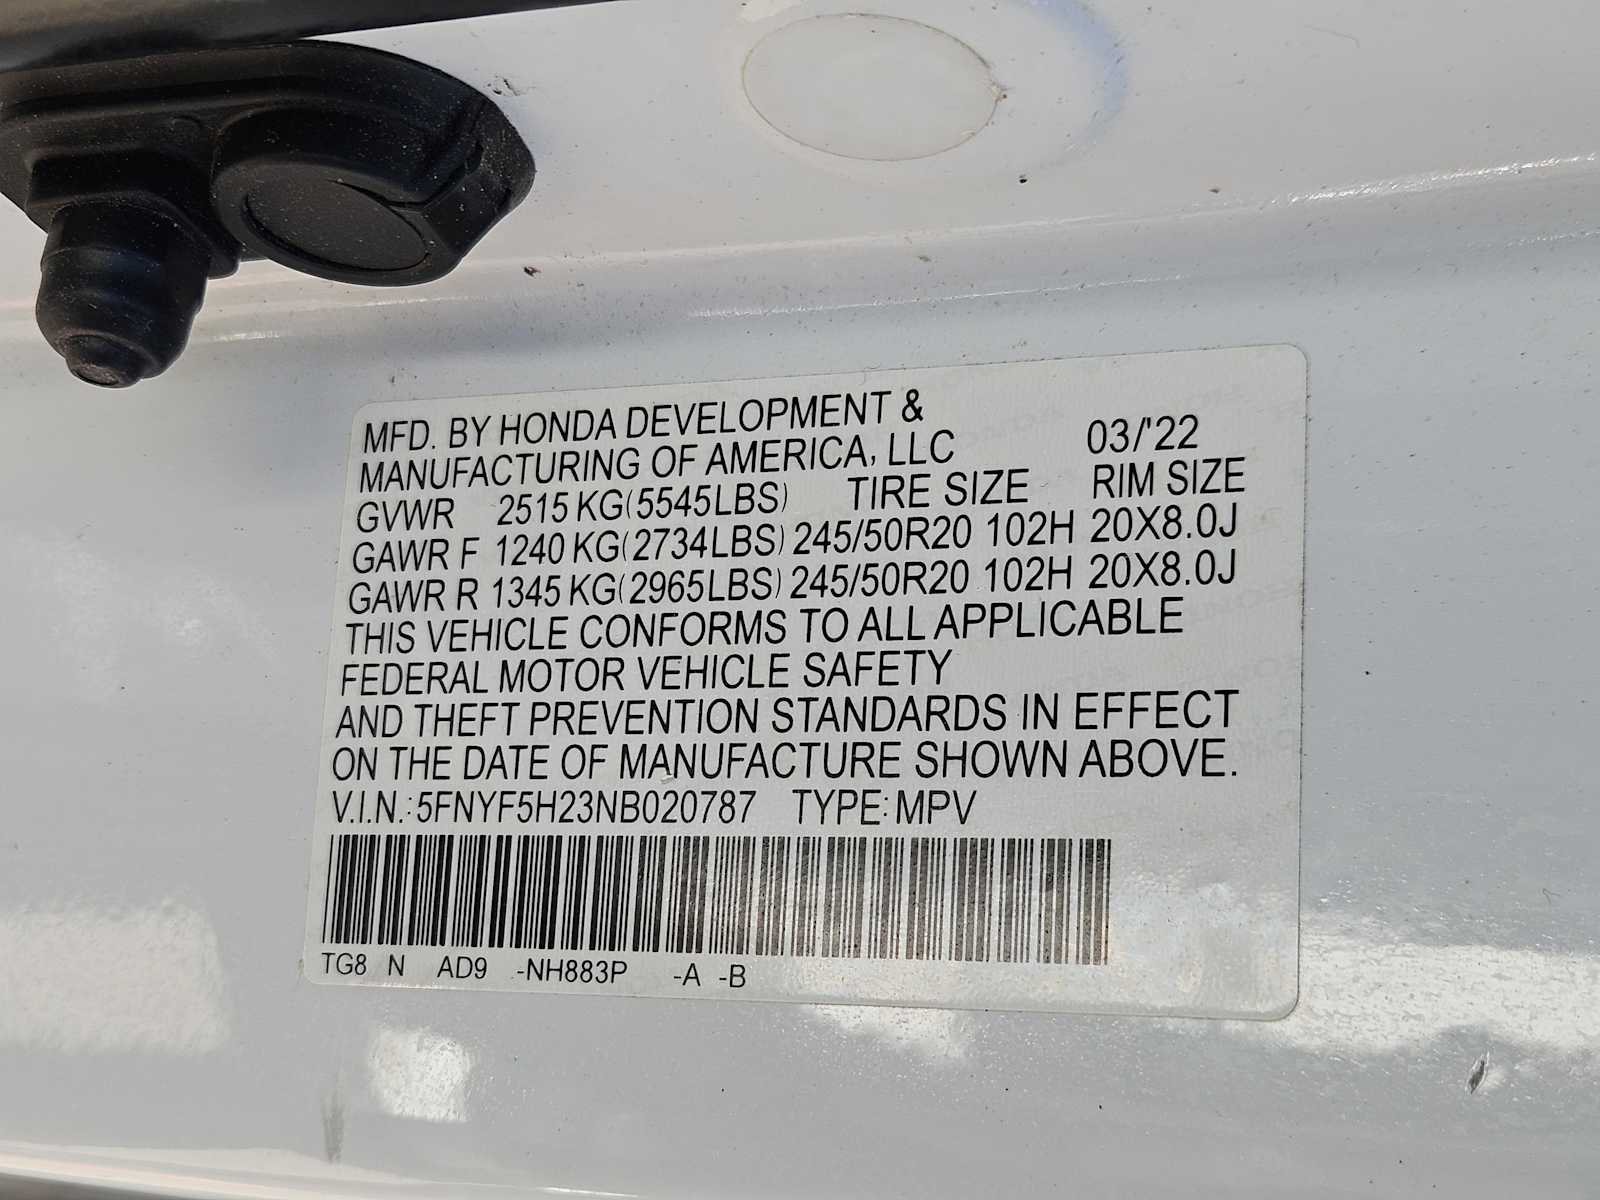 MFD. BY HONDA DEVELOPMENT &
MANUFACTURING OF AMERICA, LLC 03/'22
GVWR 2515 KG(5545LBS) TIRE SIZE RIM SIZE
GAWR F 1240 KG(2734LBS) 245/50R20 102H 20X8.0J
GAWR R 1345 KG(2965LBS) 245/50R20 102H 20X8.0J
THIS VEHICLE CONFORMS TO ALL APPLICABLE
FEDERAL MOTOR VEHICLE SAFETY
AND THEFT PREVENTION STANDARDS IN EFFECT
ON THE DATE OF MANUFACTURE SHOWN ABOVE.
V.I.N.: 5FNYF5H23NB020787 TYPE: MPV
TG8 N AD9 -NH883P -A -B